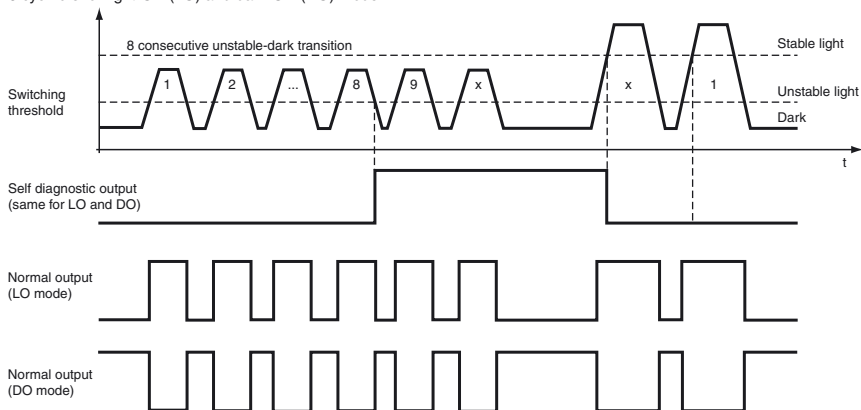 8 consecutive unstable-dark transition
Stable light
Switching
threshold
1 2 ... 8 9 x x 1
Unstable light
Dark
t
Self diagnostic output
(same for LO and DO)
Normal output
(LO mode)
Normal output
(DO mode)